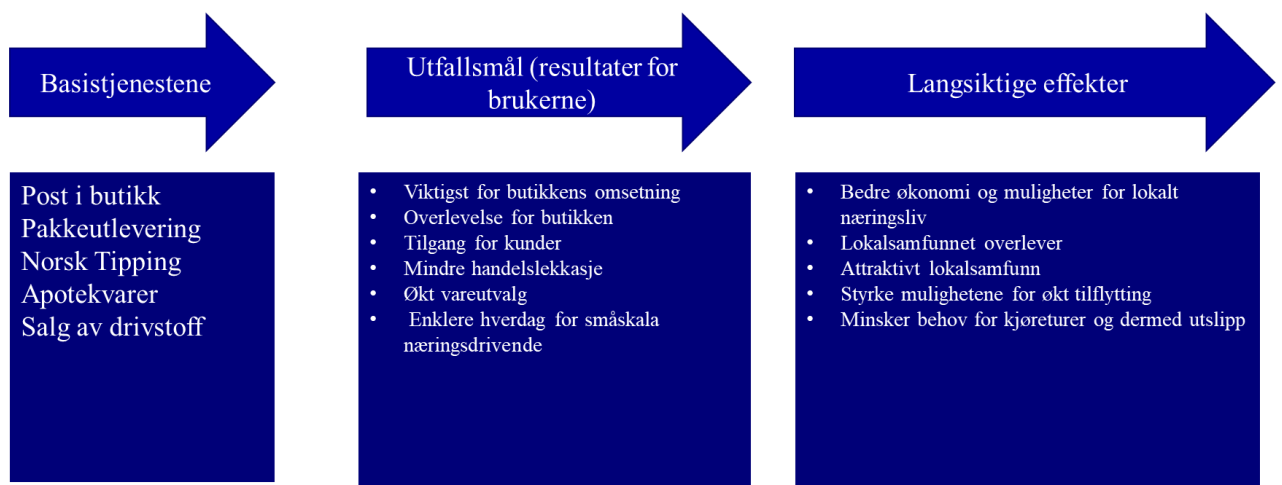 Basistjenestene
Post i butikk
Pakkeutlevering
Norsk Tipping
Apotekvarer
Salg av drivstoff
Utfallsmål (resultater for
brukerne)
• Viktigst for butikkens omsetning
• Overlevelse for butikken
• Tilgang for kunder
• Mindre handelslekkasje
• Økt vareutvalg
• Enklere hverdag for småskala
næringsdrivende
Langsiktige effekter
• Bedre økonomi og muligheter for lokalt
næringsliv
• Lokalsamfunnet overlever
• Attraktivt lokalsamfunn
• Styrke mulighetene for økt tilflytting
• Minsker behov for kjøreturer og dermed utslipp